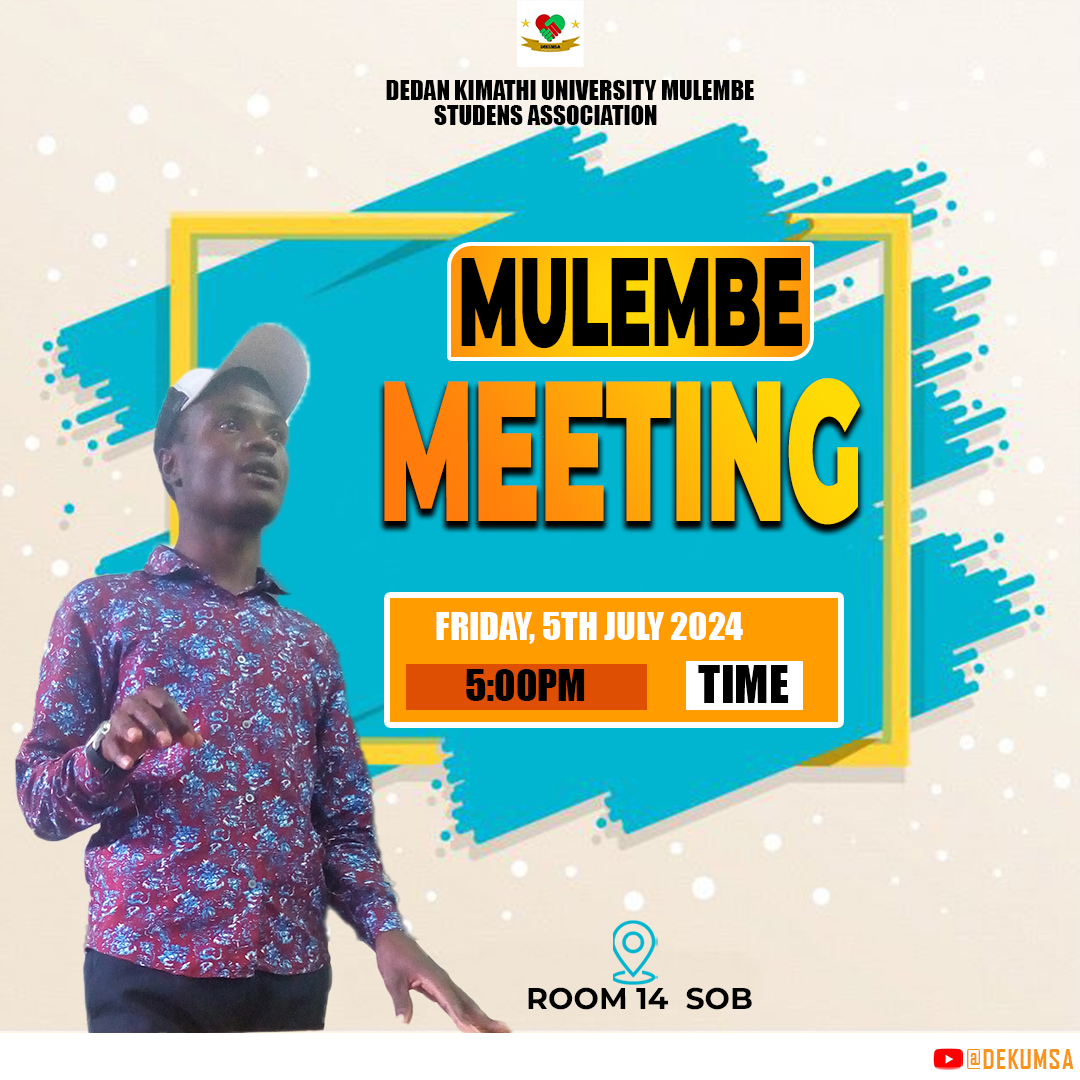 DEKUMSA
DEDAN KIMATHI UNIVERSITY MULEMBE
STUDENS ASSOCIATION
MULEMBE
MEETING
FRIDAY, 5TH JULY 2024
5:00PM TIME
ROOM 14 SOB
@DEKUMSA